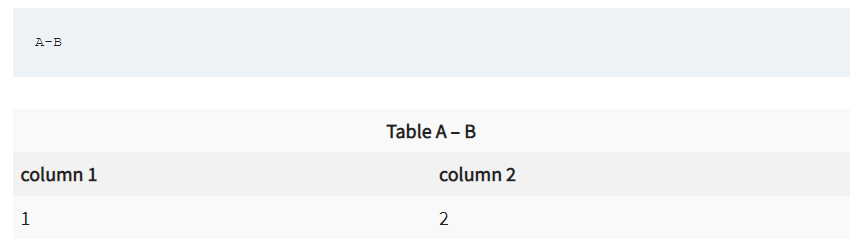 A-B
Table A – B
column 1 column 2
1 2